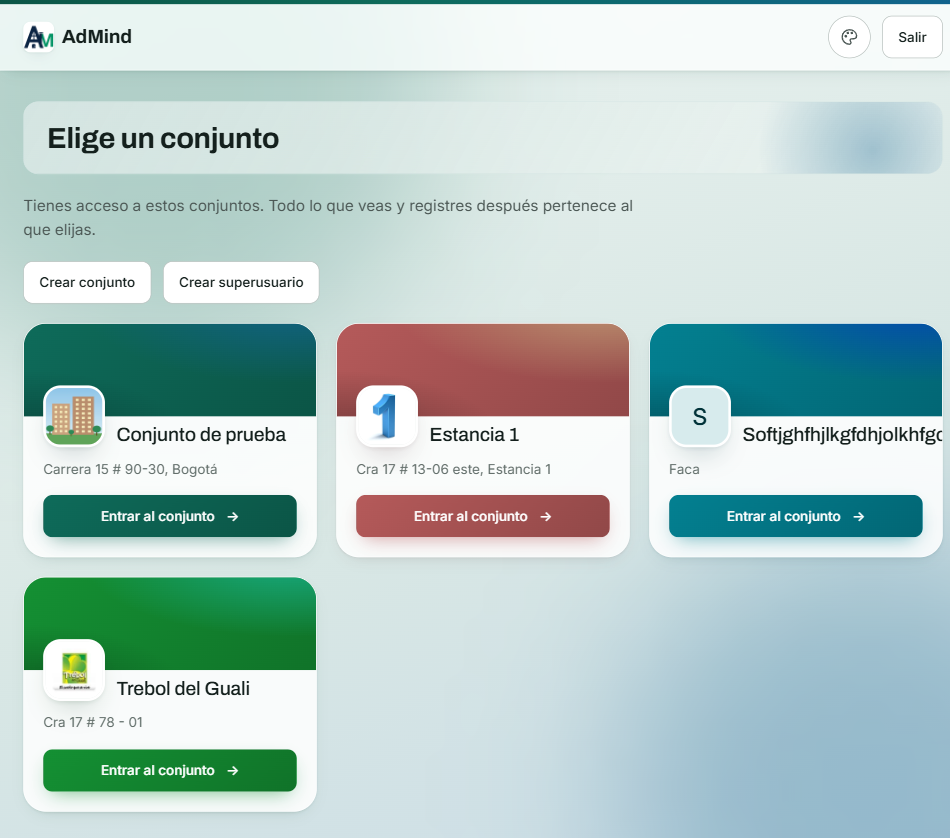 AM AdMind
Salir
Elige un conjunto
Tienes acceso a estos conjuntos. Todo lo que veas y registres después pertenece al
que elijas.
Crear conjunto
Crear superusuario
Conjunto de prueba
Carrera 15 # 90-30, Bogotá
Entrar al conjunto →
1
Estancia 1
Cra 17 # 13-06 este, Estancia 1
Entrar al conjunto →
S
Softjghfhjlkgfdhjolkhfgd
Faca
Entrar al conjunto →
Trebol
Trebol del Guali
Cra 17 # 78 - 01
Entrar al conjunto →